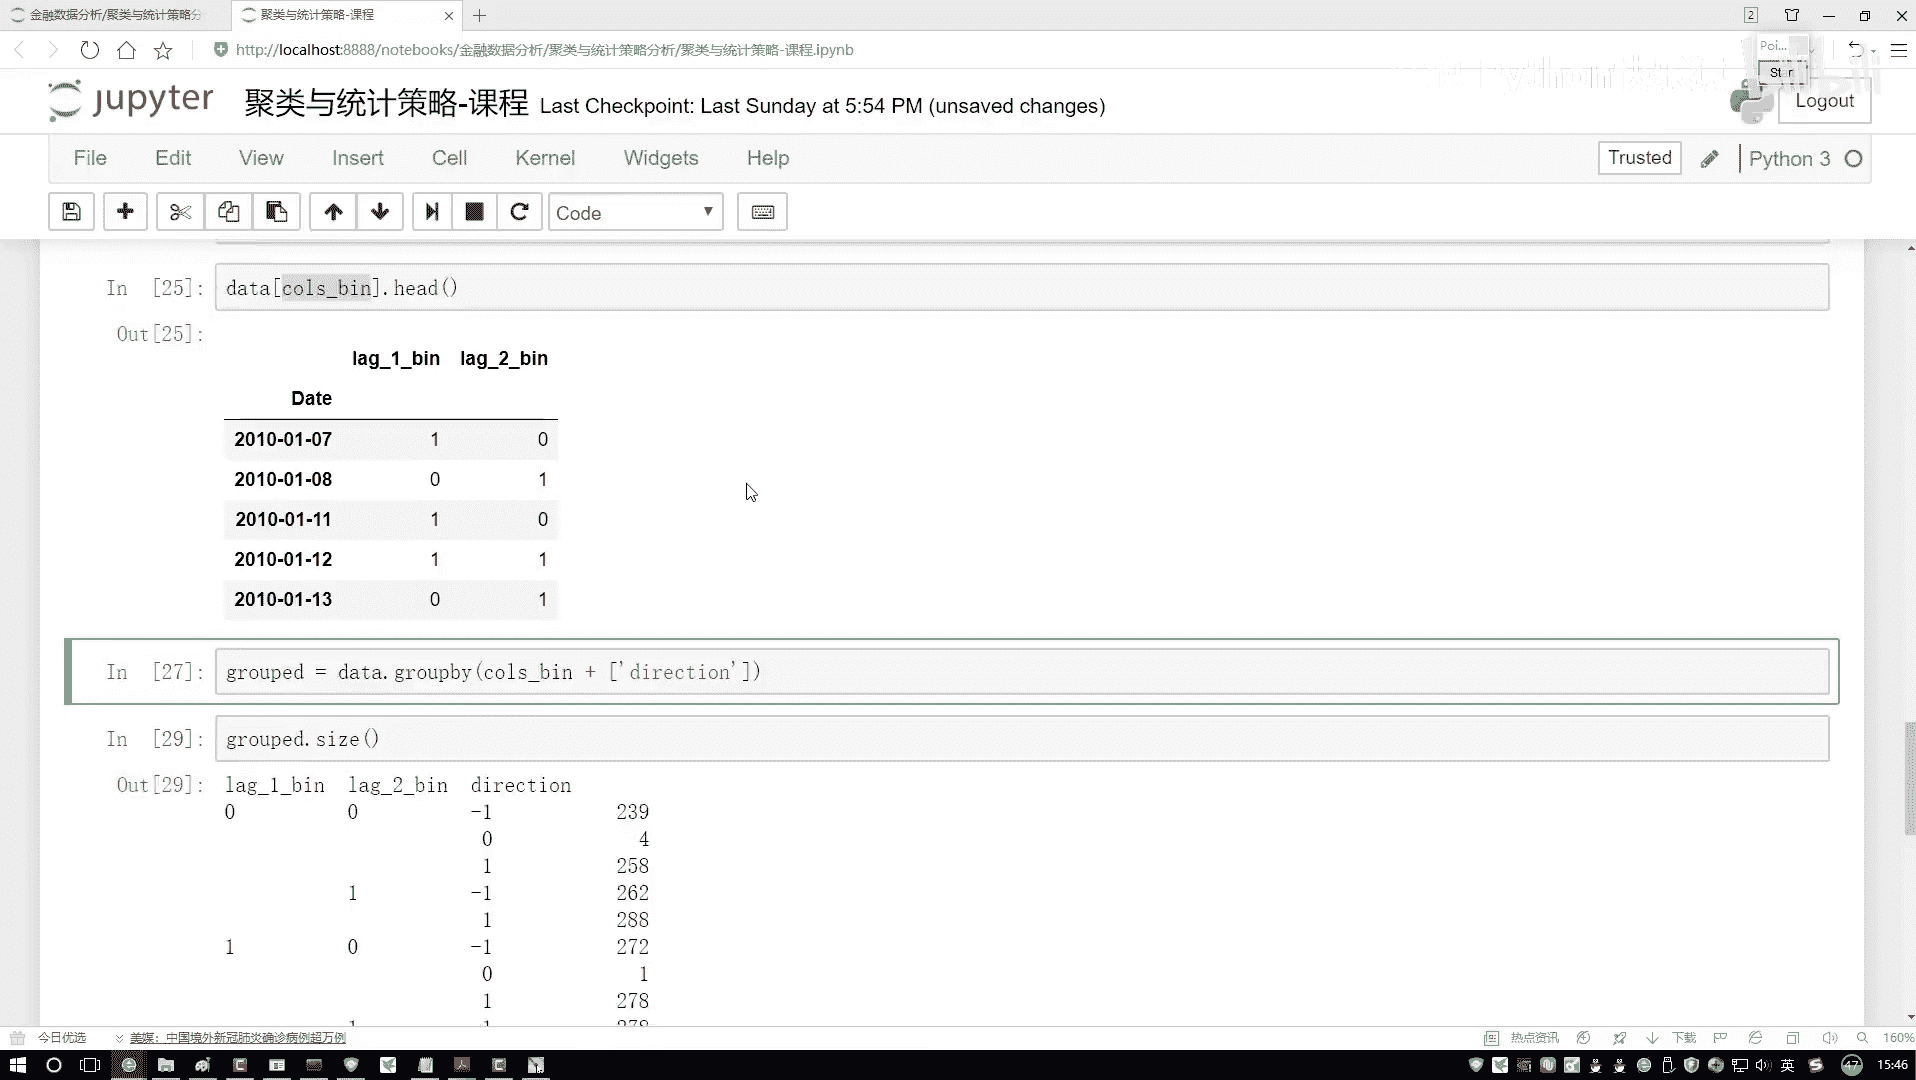 金融数据分析/聚类与统计策略分
聚类与统计策略-课程
2
http://localhost:8888/notebooks/金融数据分析/聚类与统计策略分析/聚类与统计策略-课程.ipynb
Poi...
jupyter 聚类与统计策略-课程 Last Checkpoint: Last Sunday at 5:54 PM (unsaved changes)
Logout
File Edit View Insert Cell Kernel Widgets Help
Trusted Python 3
Code
In [25]: data[cols_bin].head()
Out[25]:
lag_1_bin lag_2_bin
Date
2010-01-07 1 0
2010-01-08 0 1
2010-01-11 1 0
2010-01-12 1 1
2010-01-13 0 1
In [27]: grouped = data.groupby(cols_bin + ['direction'])
In [29]: grouped.size()
Out[29]: lag_1_bin lag_2_bin direction
0 0 -1 239
0 4
1 258
1 -1 262
1 288
1 0 -1 272
0 1
1 278
今日优选 美媒：中国境外新冠肺炎确诊病例超万例 热点资讯 下载 160%
英 47 15:46